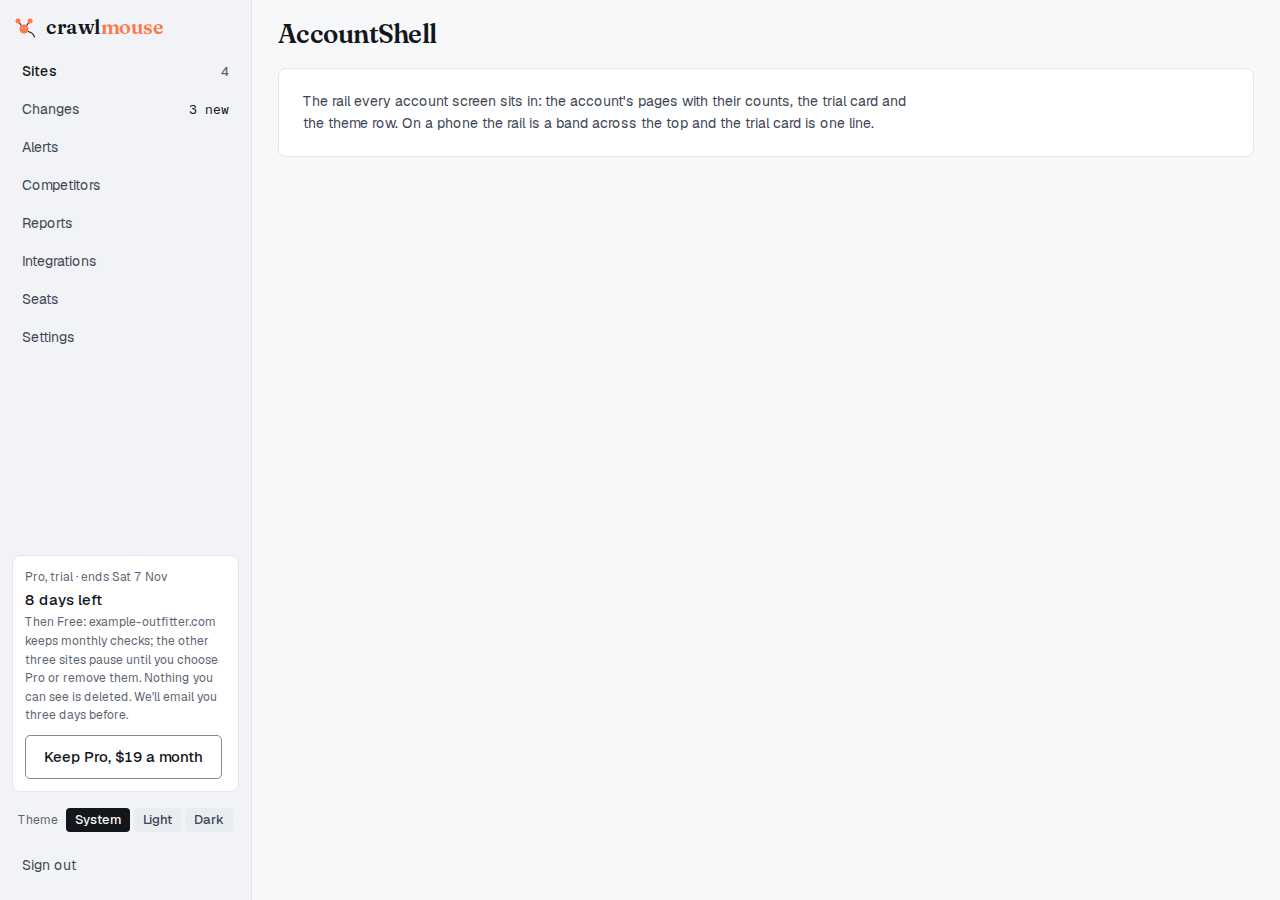 crawlmouse
Sites 4
Changes 3 new
Alerts
Competitors
Reports
Integrations
Seats
Settings
Pro, trial · ends Sat 7 Nov
8 days left
Then Free: example-outfitter.com
keeps monthly checks; the other
three sites pause until you choose
Pro or remove them. Nothing you
can see is deleted. We'll email you
three days before.
Keep Pro, $19 a month
Theme System Light Dark
Sign out
AccountShell
The rail every account screen sits in: the account's pages with their counts, the trial card and
the theme row. On a phone the rail is a band across the top and the trial card is one line.